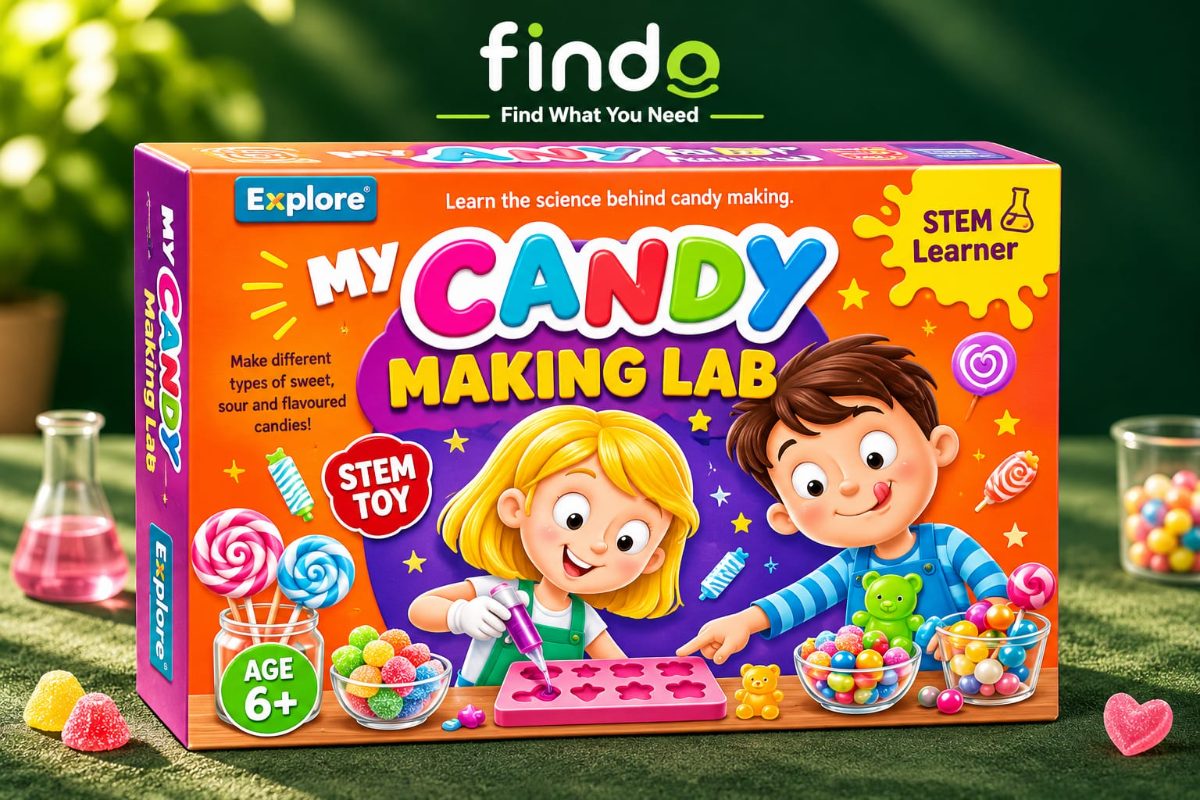 findo
Find What You Need
Explore®
Learn the science behind candy making.
STEM
Learner
MY CANDY
MAKING LAB
Make different
types of sweet,
sour and flavoured
candies!
STEM
TOY
AGE
6+
MY CANDY Making Lab
Explore